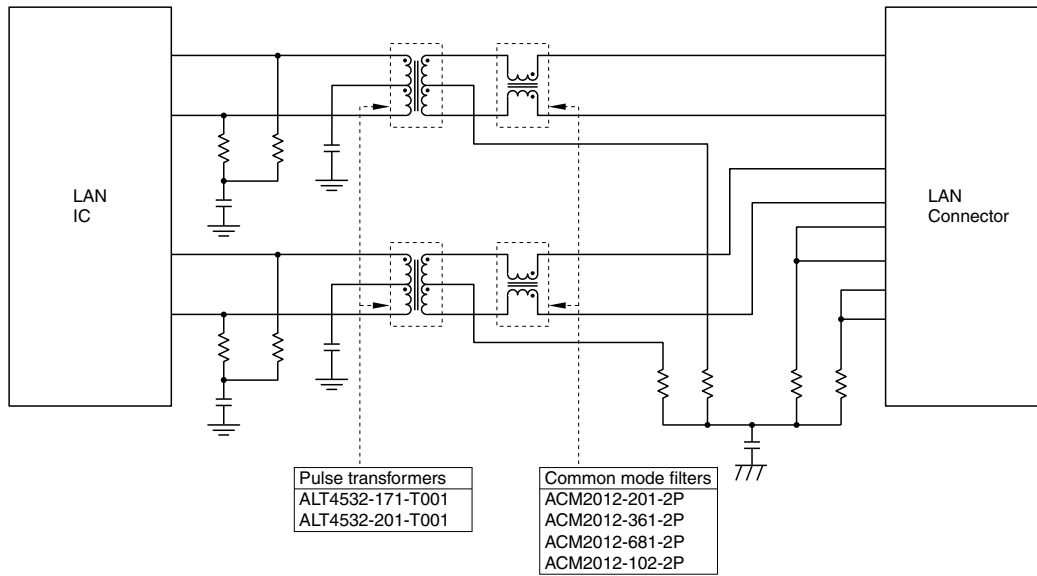 LAN
IC
LAN
Connector
Pulse transformers
ALT4532-171-T001
ALT4532-201-T001
Common mode filters
ACM2012-201-2P
ACM2012-361-2P
ACM2012-681-2P
ACM2012-102-2P